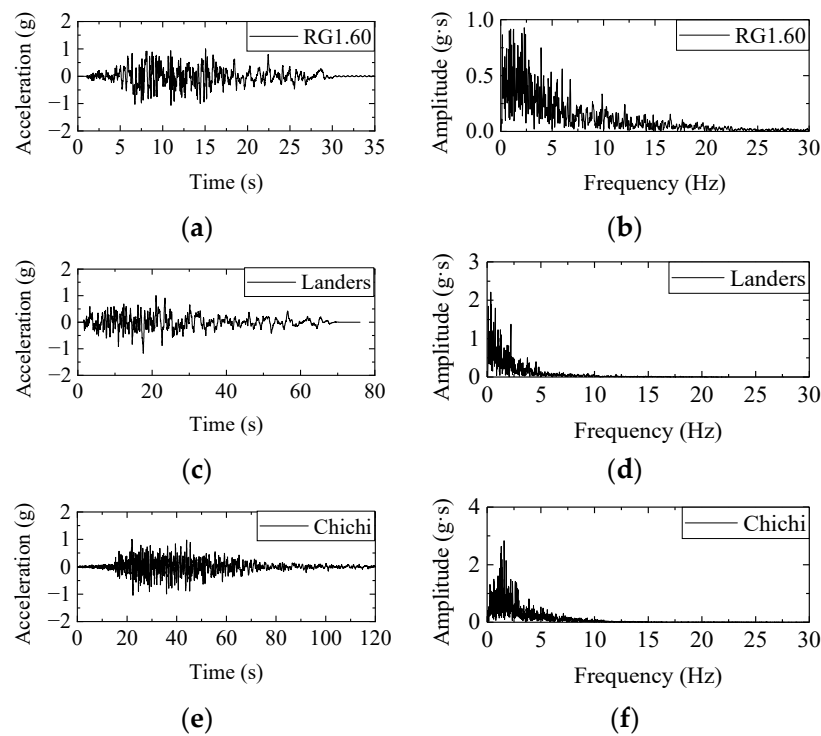 Acceleration (g)
2
1
0
−1
−2
RG1.60
0 5 10 15 20 25 30 35
Time (s)
(a)
Amplitude (g·s)
1.0
0.5
0.0
RG1.60
0 5 10 15 20 25 30
Frequency (Hz)
(b)
Acceleration (g)
2
1
0
−1
−2
Landers
0 20 40 60 80
Time (s)
(c)
Amplitude (g·s)
3
2
1
0
Landers
0 5 10 15 20 25 30
Frequency (Hz)
(d)
Acceleration (g)
2
1
0
−1
−2
Chichi
0 20 40 60 80 100 120
Time (s)
(e)
Amplitude (g·s)
4
2
0
Chichi
0 5 10 15 20 25 30
Frequency (Hz)
(f)